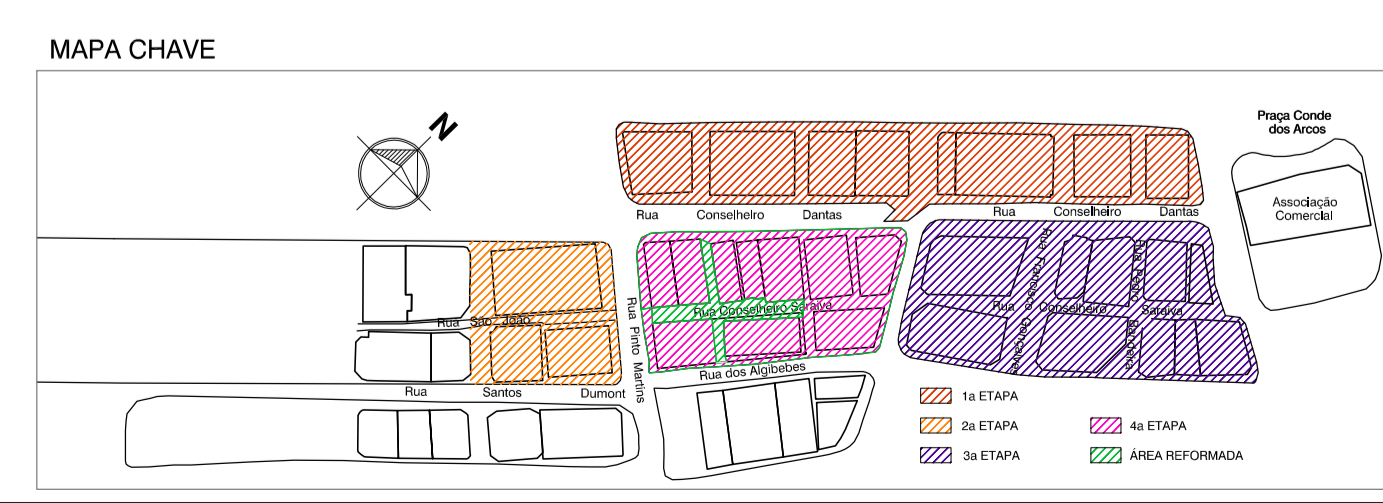 MAPA CHAVE
N
Praça Conde
dos Arcos
Associação
Comercial
Rua Conselheiro Dantas
Rua Conselheiro Dantas
Rua Francisco Gonçalves
Rua Pedro Bandeira
Rua Conselheiro Saraiva
Rua Conselheiro Saraiva
Rua São João
Rua Pinto Martins
Rua dos Algibebes
Rua Santos Dumont
1a ETAPA
2a ETAPA
3a ETAPA
4a ETAPA
ÁREA REFORMADA